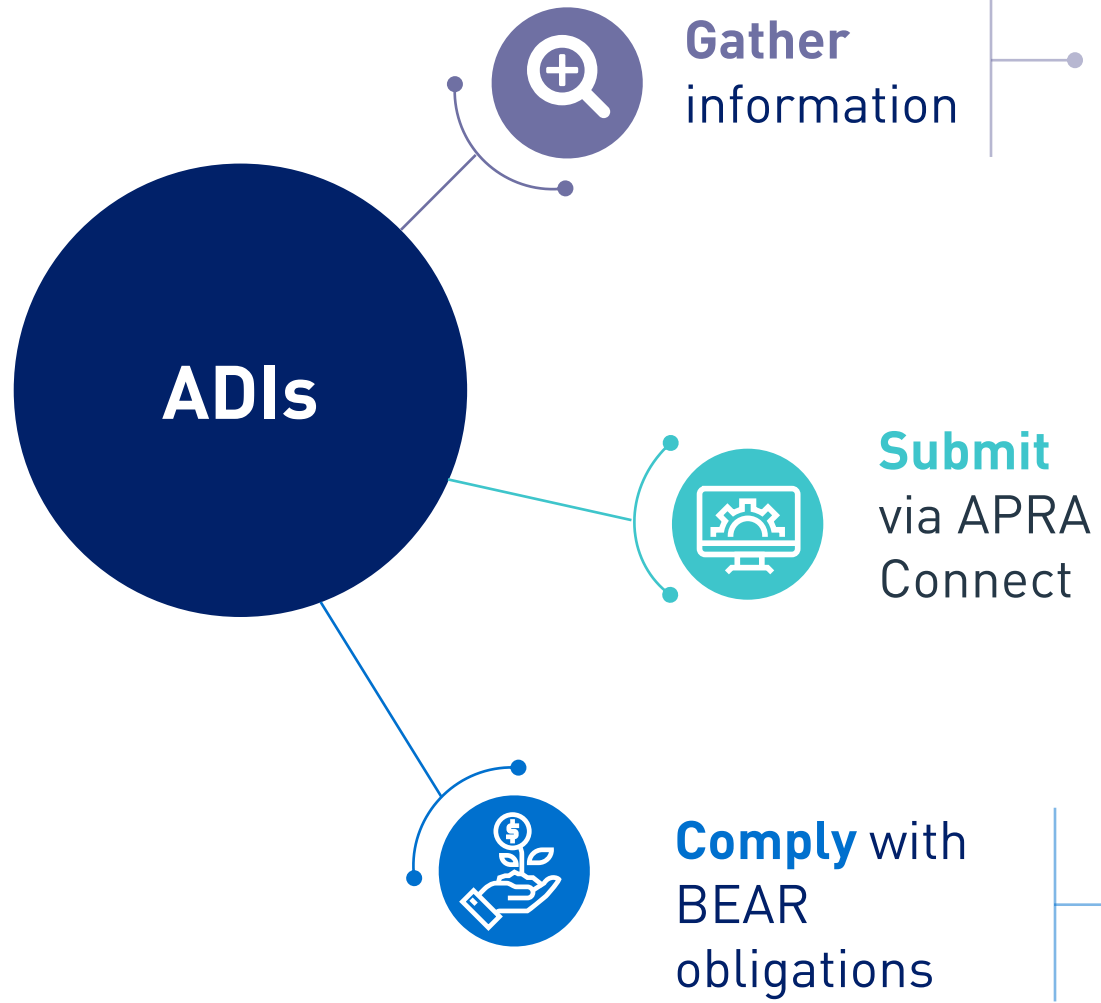 Gather
information
ADIs
Submit
via APRA
Connect
Comply with
BEAR
obligations